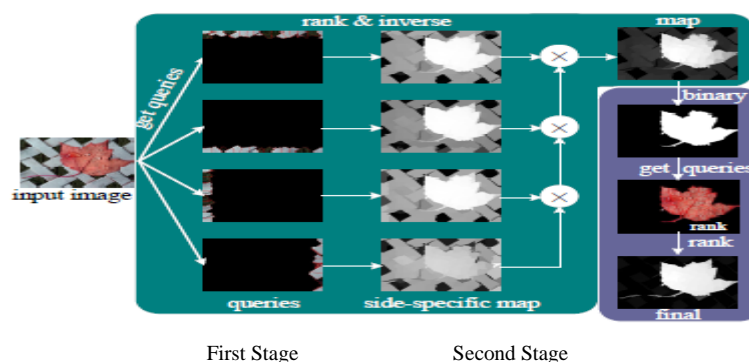 rank & inverse
map
get queries
binary
input image
get queries
rank
rank
queries
side-specific map
final
First Stage
Second Stage